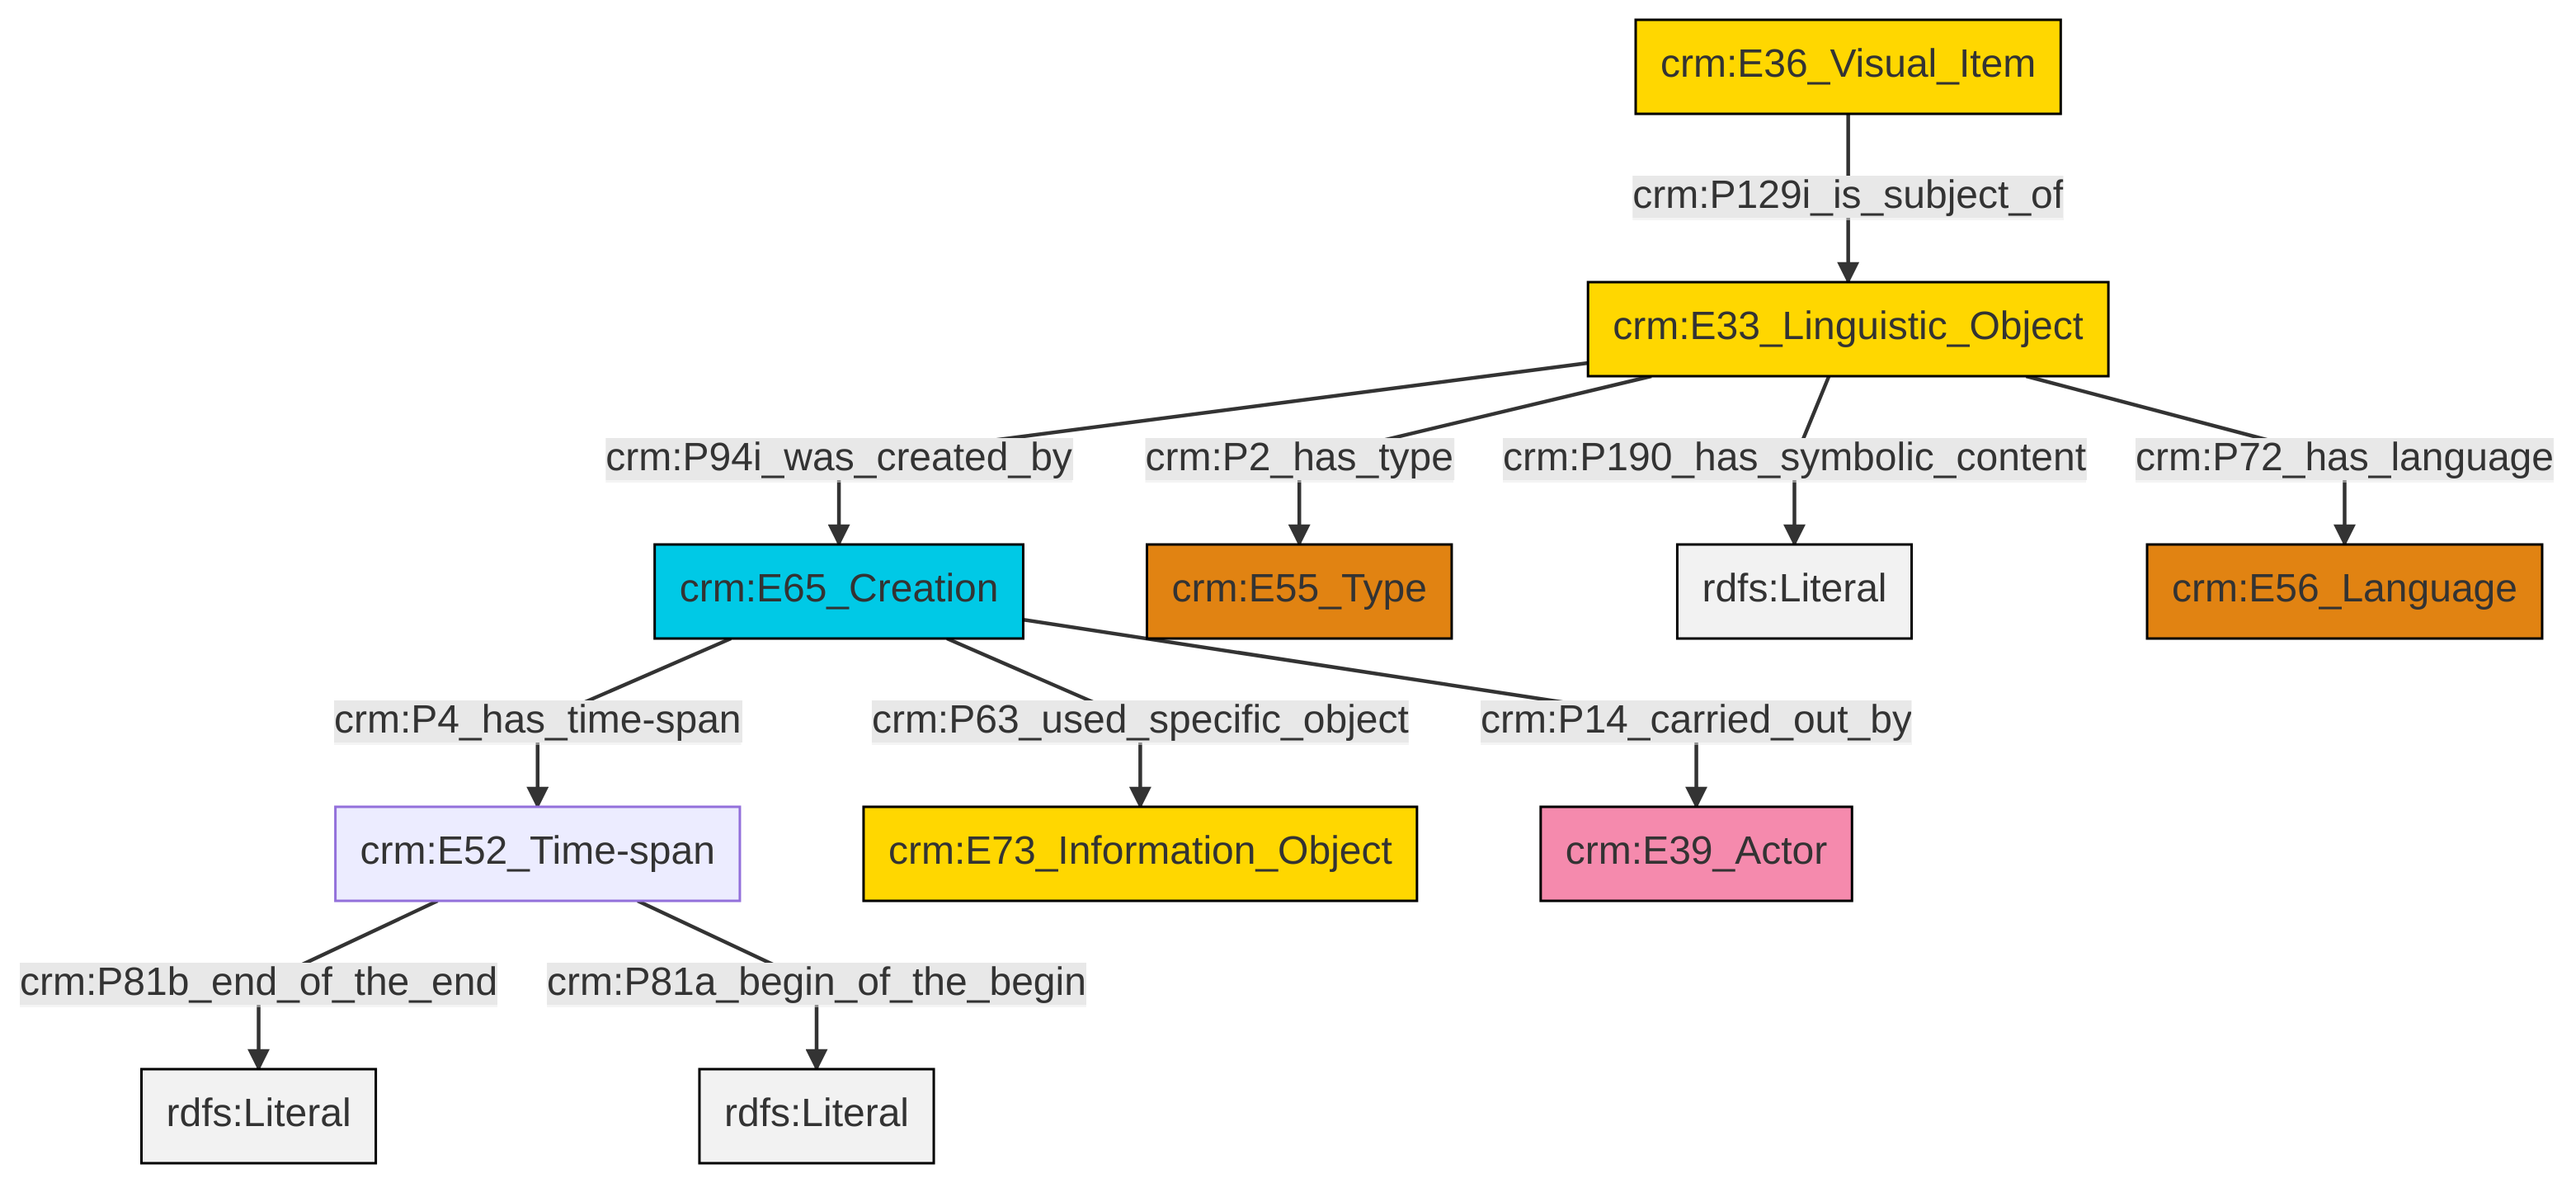 crm:E36_Visual_Item
crm:P129i_is_subject_of
crm:E33_Linguistic_Object
crm:P94i_was_created_by
crm:P2_has_type
crm:P190_has_symbolic_content
crm:P72_has_language
crm:E65_Creation
crm:E55_Type
rdfs:Literal
crm:E56_Language
crm:P4_has_time-span
crm:P63_used_specific_object
crm:P14_carried_out_by
crm:E52_Time-span
crm:E73_Information_Object
crm:E39_Actor
crm:P81b_end_of_the_end
crm:P81a_begin_of_the_begin
rdfs:Literal
rdfs:Literal